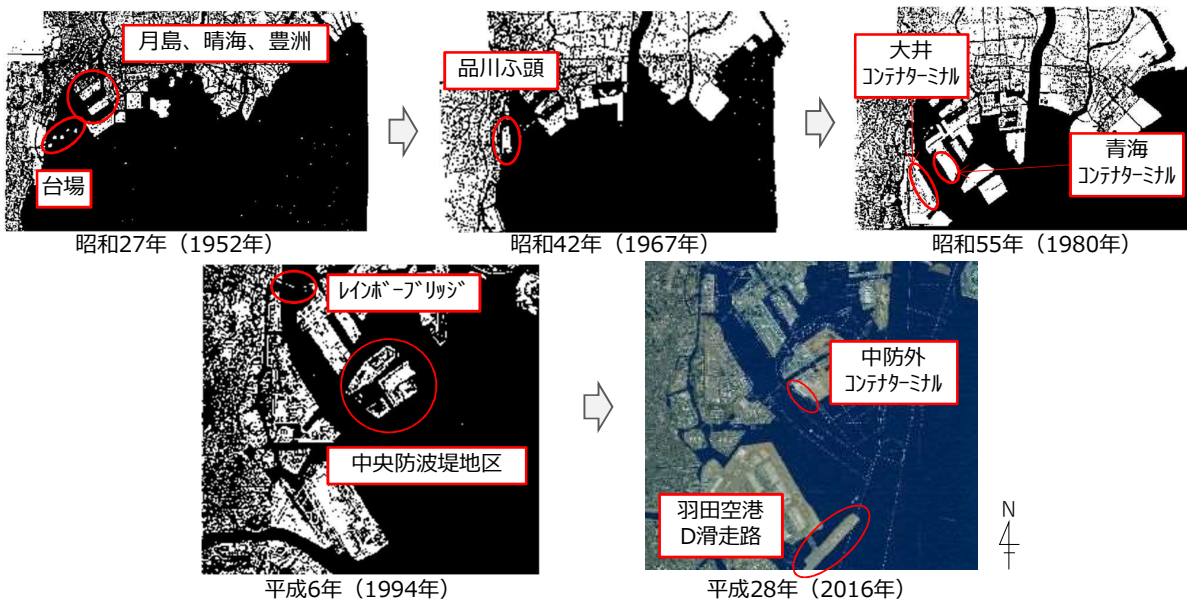 月島、晴海、豊洲
台場
昭和27年（1952年）
品川ふ頭
昭和42年（1967年）
大井
ｺﾝﾃﾅﾀｰﾐﾅﾙ
青海
ｺﾝﾃﾅﾀｰﾐﾅﾙ
昭和55年（1980年）
ﾚｲﾝﾎﾞｰﾌﾞﾘｯｼﾞ
中央防波堤地区
平成6年（1994年）
中防外
ｺﾝﾃﾅﾀｰﾐﾅﾙ
羽田空港
D滑走路
平成28年（2016年）
N